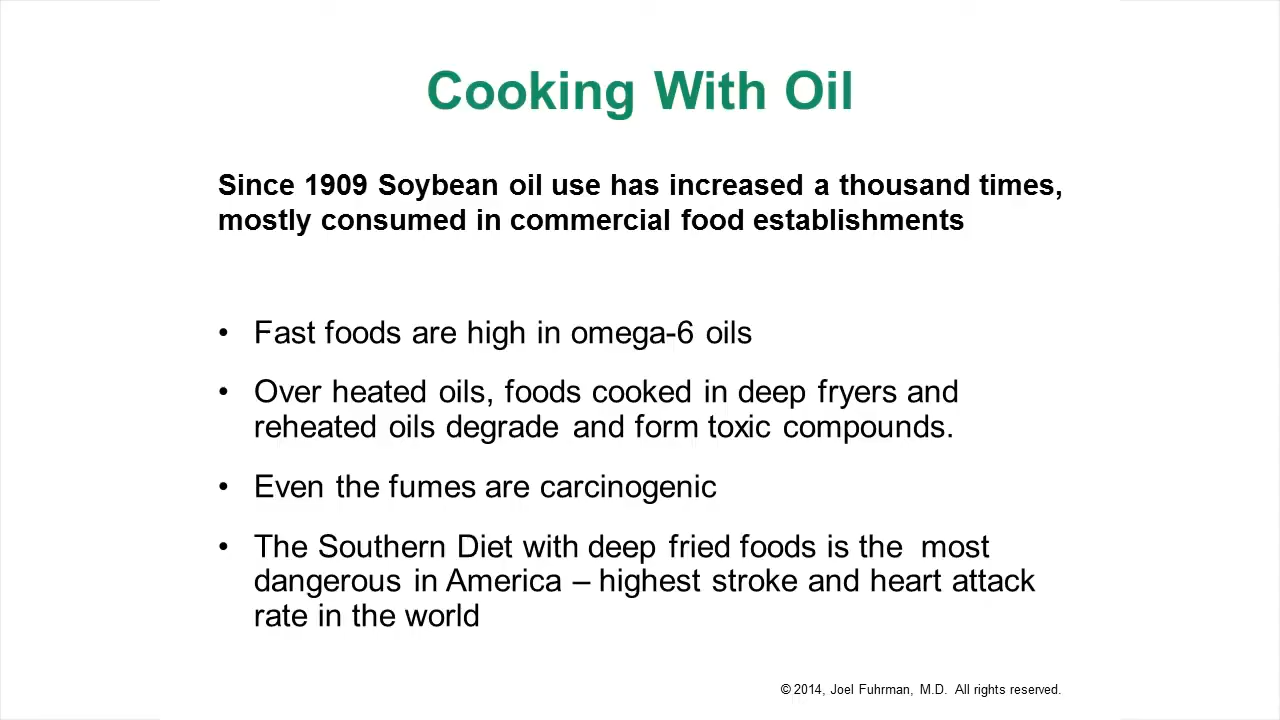 Cooking With Oil
Since 1909 Soybean oil use has increased a thousand times,
mostly consumed in commercial food establishments
• Fast foods are high in omega-6 oils
• Over heated oils, foods cooked in deep fryers and
reheated oils degrade and form toxic compounds.
• Even the fumes are carcinogenic
• The Southern Diet with deep fried foods is the  most
dangerous in America – highest stroke and heart attack
rate in the world
© 2014, Joel Fuhrman, M.D.  All rights reserved.